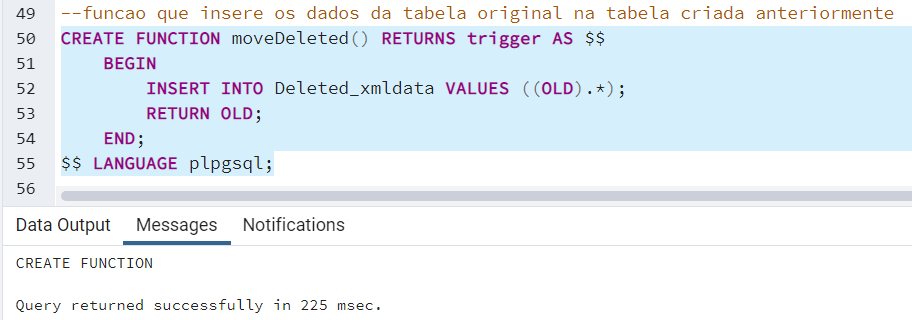 49 --funcao que insere os dados da tabela original na tabela criada anteriormente
50 CREATE FUNCTION moveDeleted() RETURNS trigger AS $$
51     BEGIN
52         INSERT INTO Deleted_xmldata VALUES ((OLD).*);
53         RETURN OLD;
54     END;
55 $$ LANGUAGE plpgsql;
56
Data Output Messages Notifications
CREATE FUNCTION
Query returned successfully in 225 msec.